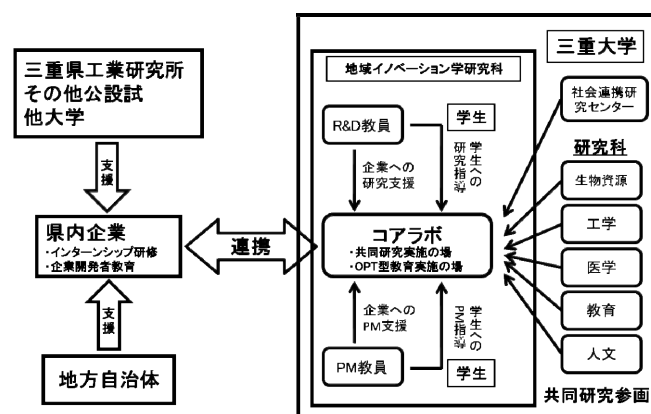 三重県工業研究所
その他公設試
他大学
支援
県内企業
・インターンシップ研修
・企業開発者教育
支援
地方自治体
連携
三重大学
地域イノベーション学研究科
R&D教員
学生
企業への
研究支援
学生への
研究指導
コアラボ
・共同研究実施の場
・OPT型教育実施の場
企業への
PM支援
学生への
PM指導
PM教員
学生
社会連携研
究センター
研究科
生物資源
工学
医学
教育
人文
共同研究参画